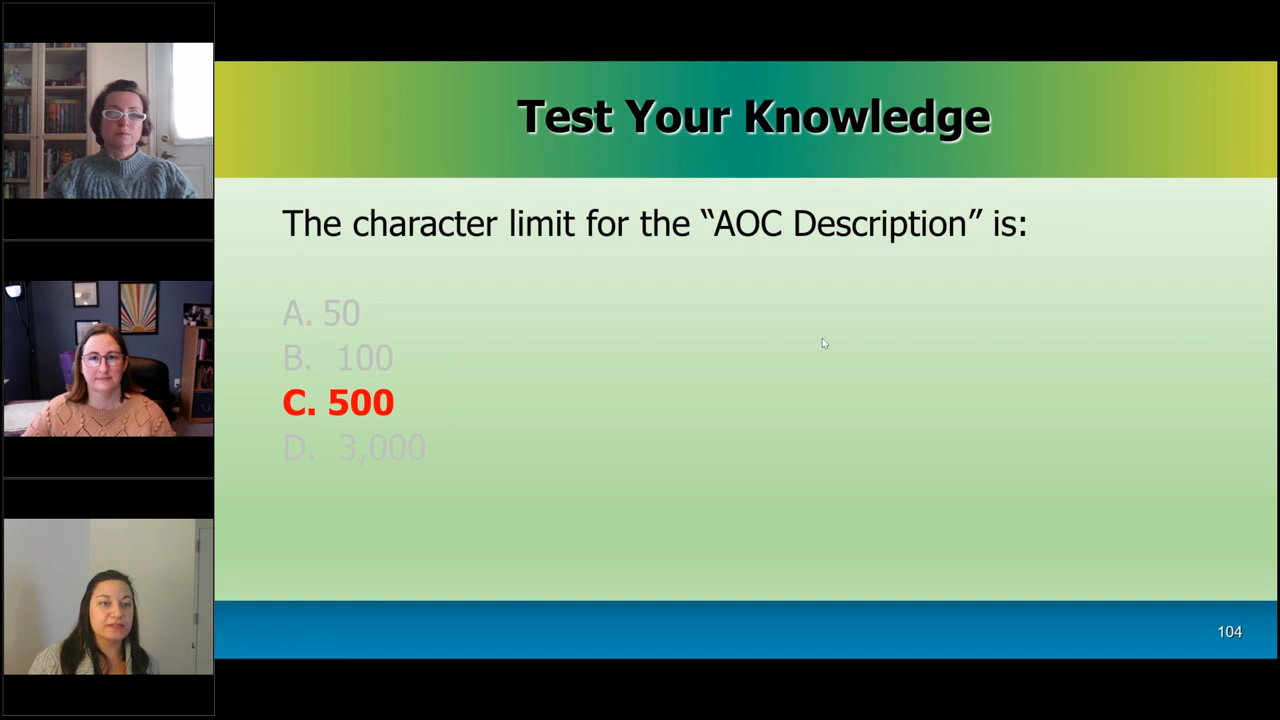 Test Your Knowledge
The character limit for the “AOC Description” is:
A. 50
B. 100
C. 500
D. 3,000
104